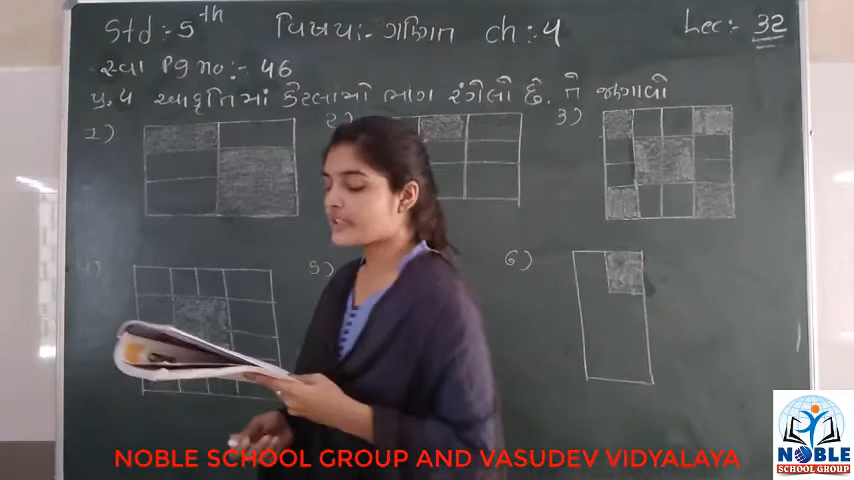 Std :- 5th વિષય :- ગણિત ch :- 4 Lec :- 32
સ્વા Pg no :- 46
પ્ર.4 આકૃતિમાં કેટલામો ભાગ રંગેલો છે. તે જણાવો
1) 2) 3)
4) 5) 6)
NOBLE SCHOOL GROUP AND VASUDEV VIDYALAYA
NOBLE
SCHOOL GROUP